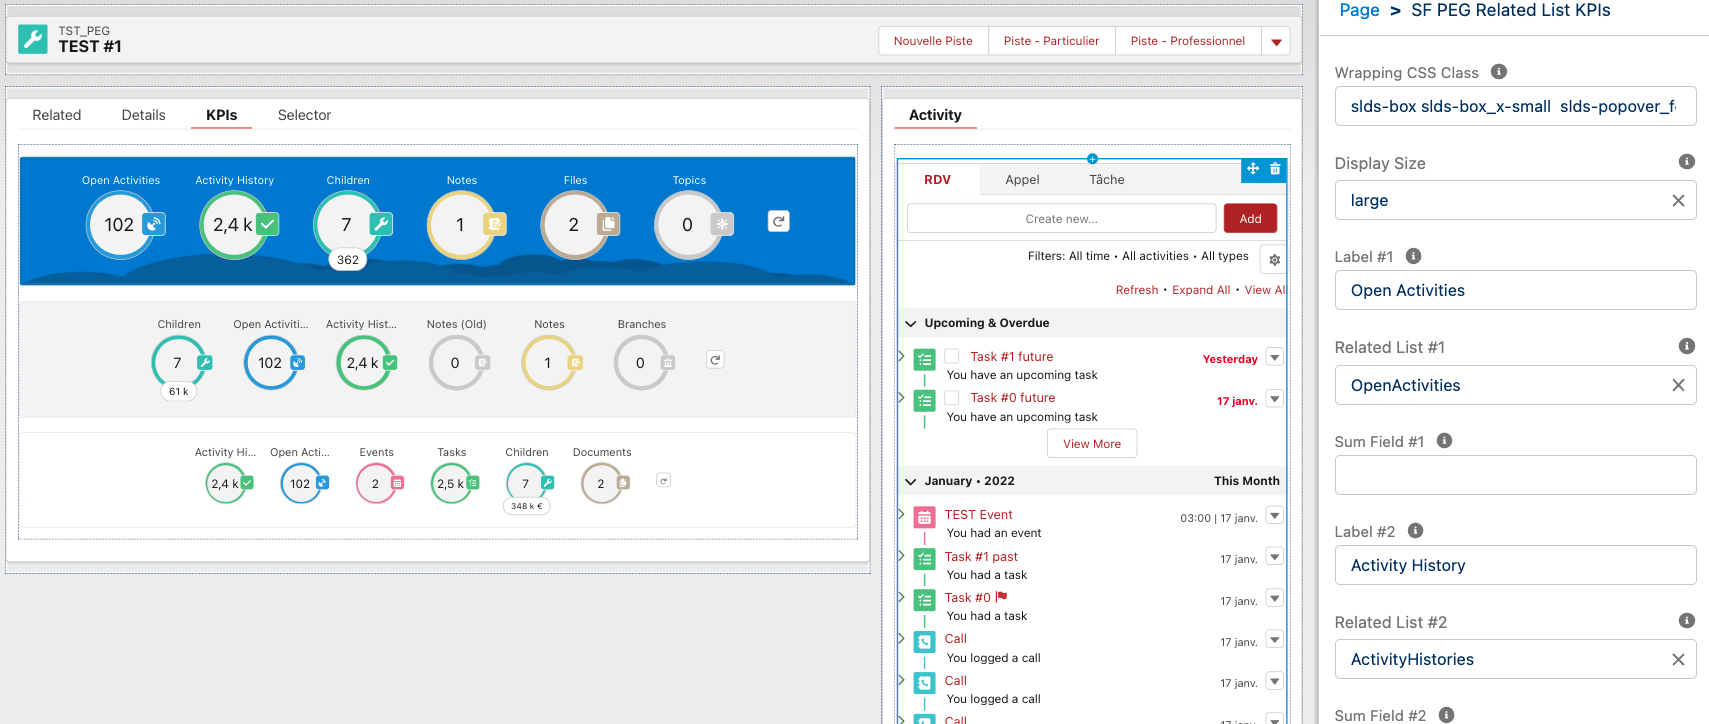 TST_PEG
TEST #1
Nouvelle Piste
Piste - Particulier
Piste - Professionnel
Related
Details
KPIs
Selector
Open Activities
Activity History
Children
Notes
Files
Topics
102
2,4 k
7
1
2
0
362
Children
Open Activiti...
Activity Hist...
Notes (Old)
Notes
Branches
7
102
2,4 k
0
1
0
61 k
Activity Hi...
Open Acti...
Events
Tasks
Children
Documents
2,4 k
102
2
2,5 k
7
2
348 k €
Activity
RDV
Appel
Tâche
Create new...
Add
Filters: All time • All activities • All types
Refresh • Expand All • View Al
Upcoming & Overdue
Task #1 future
Yesterday
You have an upcoming task
Task #0 future
17 janv.
You have an upcoming task
View More
January • 2022
This Month
TEST Event
03:00 | 17 janv.
You had an event
Task #1 past
17 janv.
You had a task
Task #0
17 janv.
You had a task
Call
17 janv.
You logged a call
Call
17 janv.
You logged a call
Call
17 janv.
Page > SF PEG Related List KPIs
Wrapping CSS Class
slds-box slds-box_x-small slds-popover_f
Display Size
large
Label #1
Open Activities
Related List #1
OpenActivities
Sum Field #1
Label #2
Activity History
Related List #2
ActivityHistories
Sum Field #2